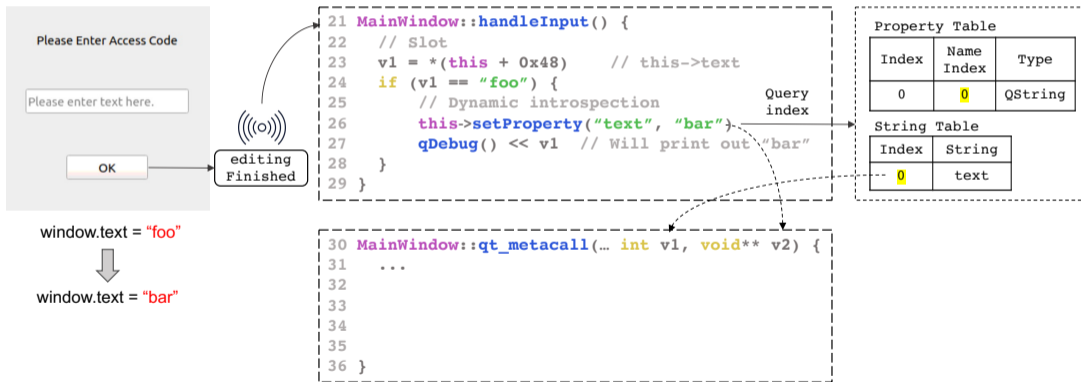 Please Enter Access Code
Please enter text here.
OK
editing
Finished
window.text = “foo”
window.text = “bar”
21 MainWindow::handleInput() {
22 // Slot
23 v1 = *(this + 0x48) // this->text
24 if (v1 == “foo”) {
25 // Dynamic introspection
26 this->setProperty(“text”, “bar”)
27 qDebug() << v1 // Will print out “bar”
28 }
29 }
Query
index
30 MainWindow::qt_metacall(… int v1, void** v2) {
31 ...
32
33
34
35
36 }
Property Table
Index Name Index Type
0 0 QString
String Table
Index String
0 text